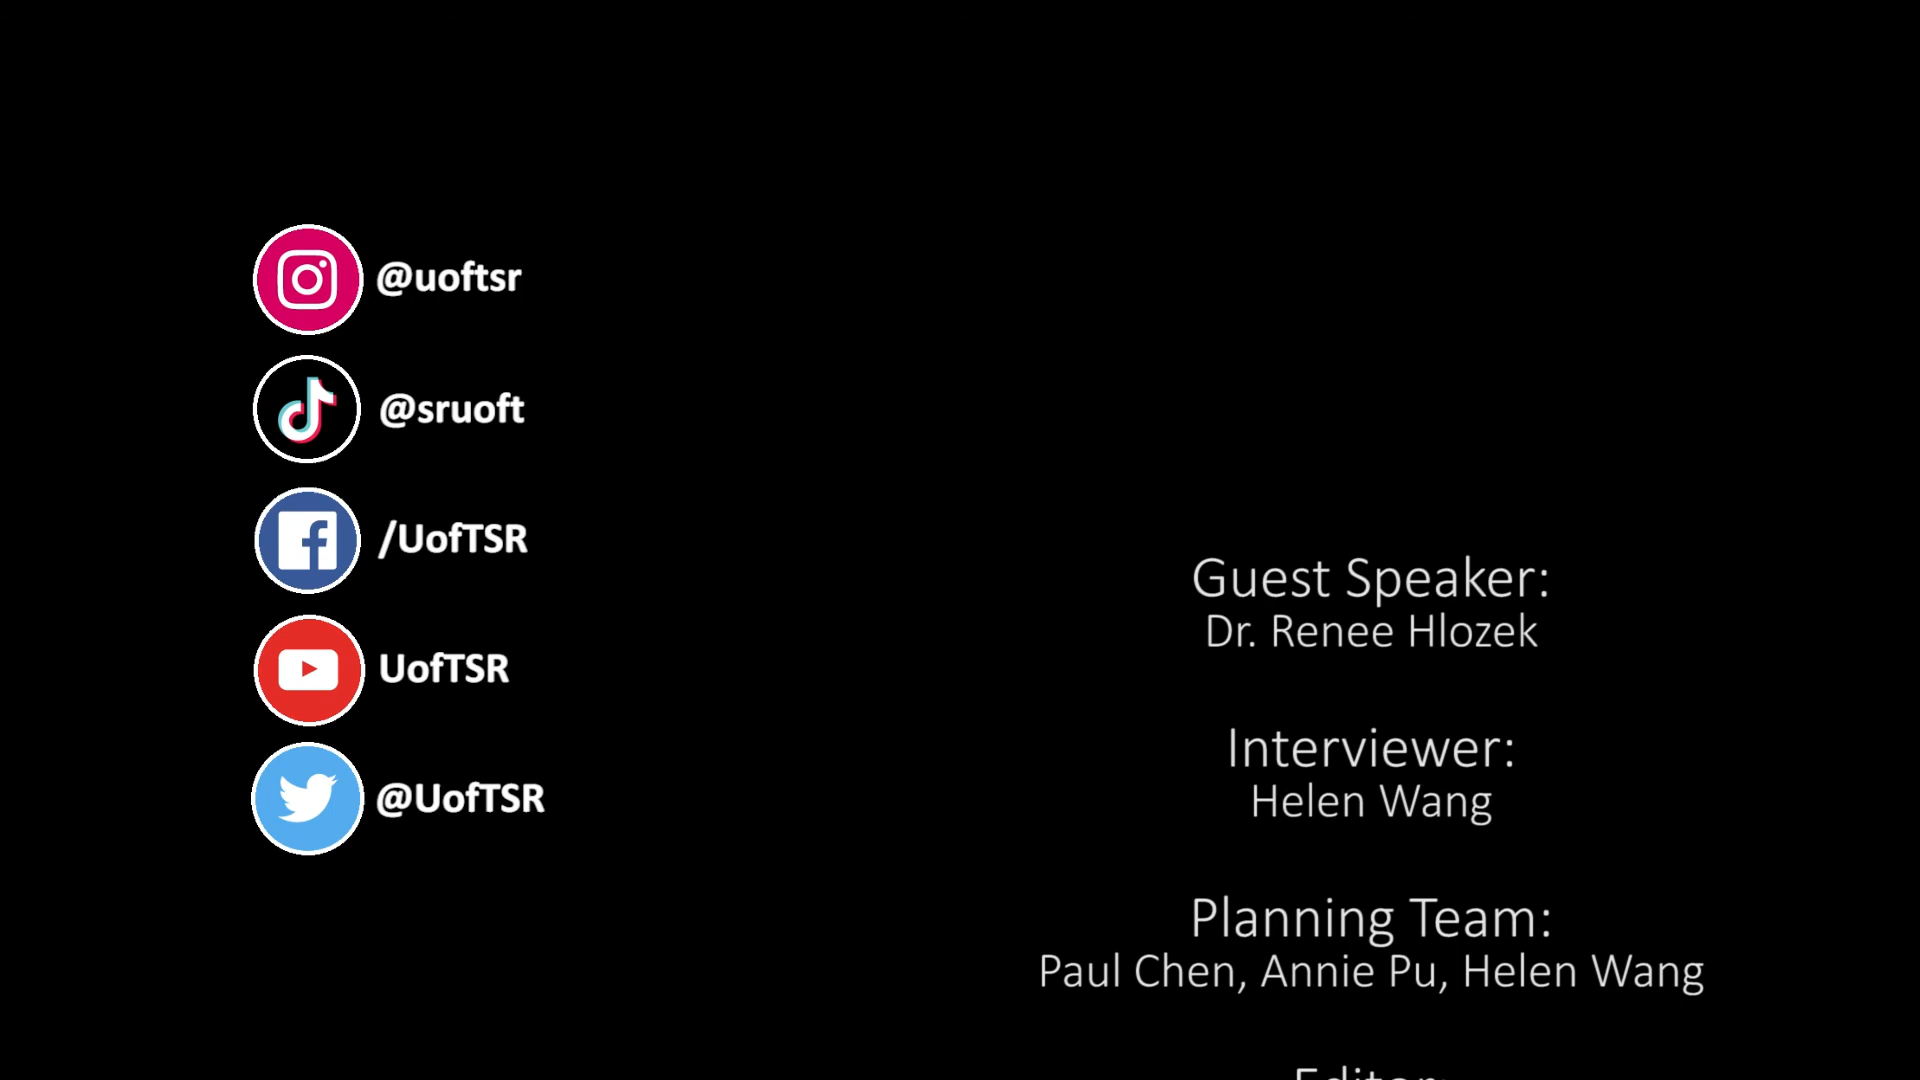 @uoftsr
@sruoft
/UofTSR
UofTSR
@UofTSR
Guest Speaker:
Dr. Renee Hlozek
Interviewer:
Helen Wang
Planning Team:
Paul Chen, Annie Pu, Helen Wang